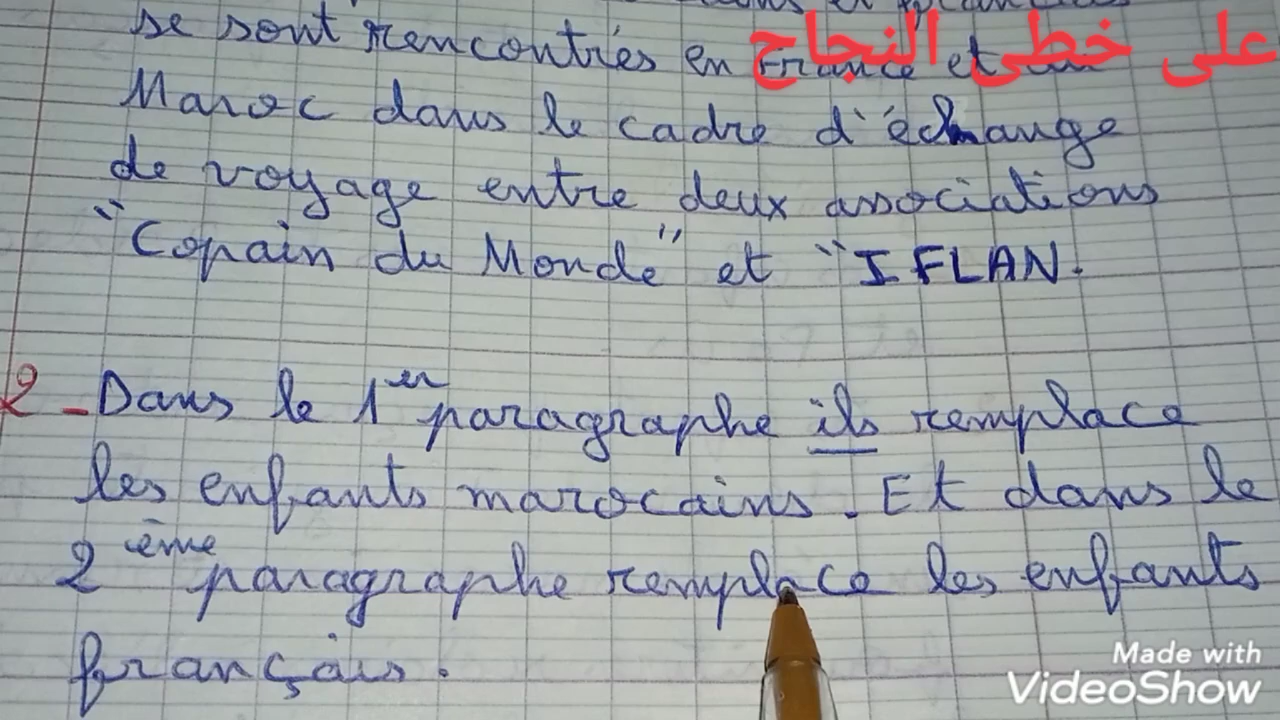 se sont rencontrés en France et au
على خطى النجاح
Maroc dans le cadre d'échange
de voyage entre deux associations
"Copain du Monde" et "IFLAN.
2 - Dans le 1er paragraphe ils remplace
les enfants marocains. Et dans le
2ème paragraphe remplace les enfants
français.
Made with
VideoShow